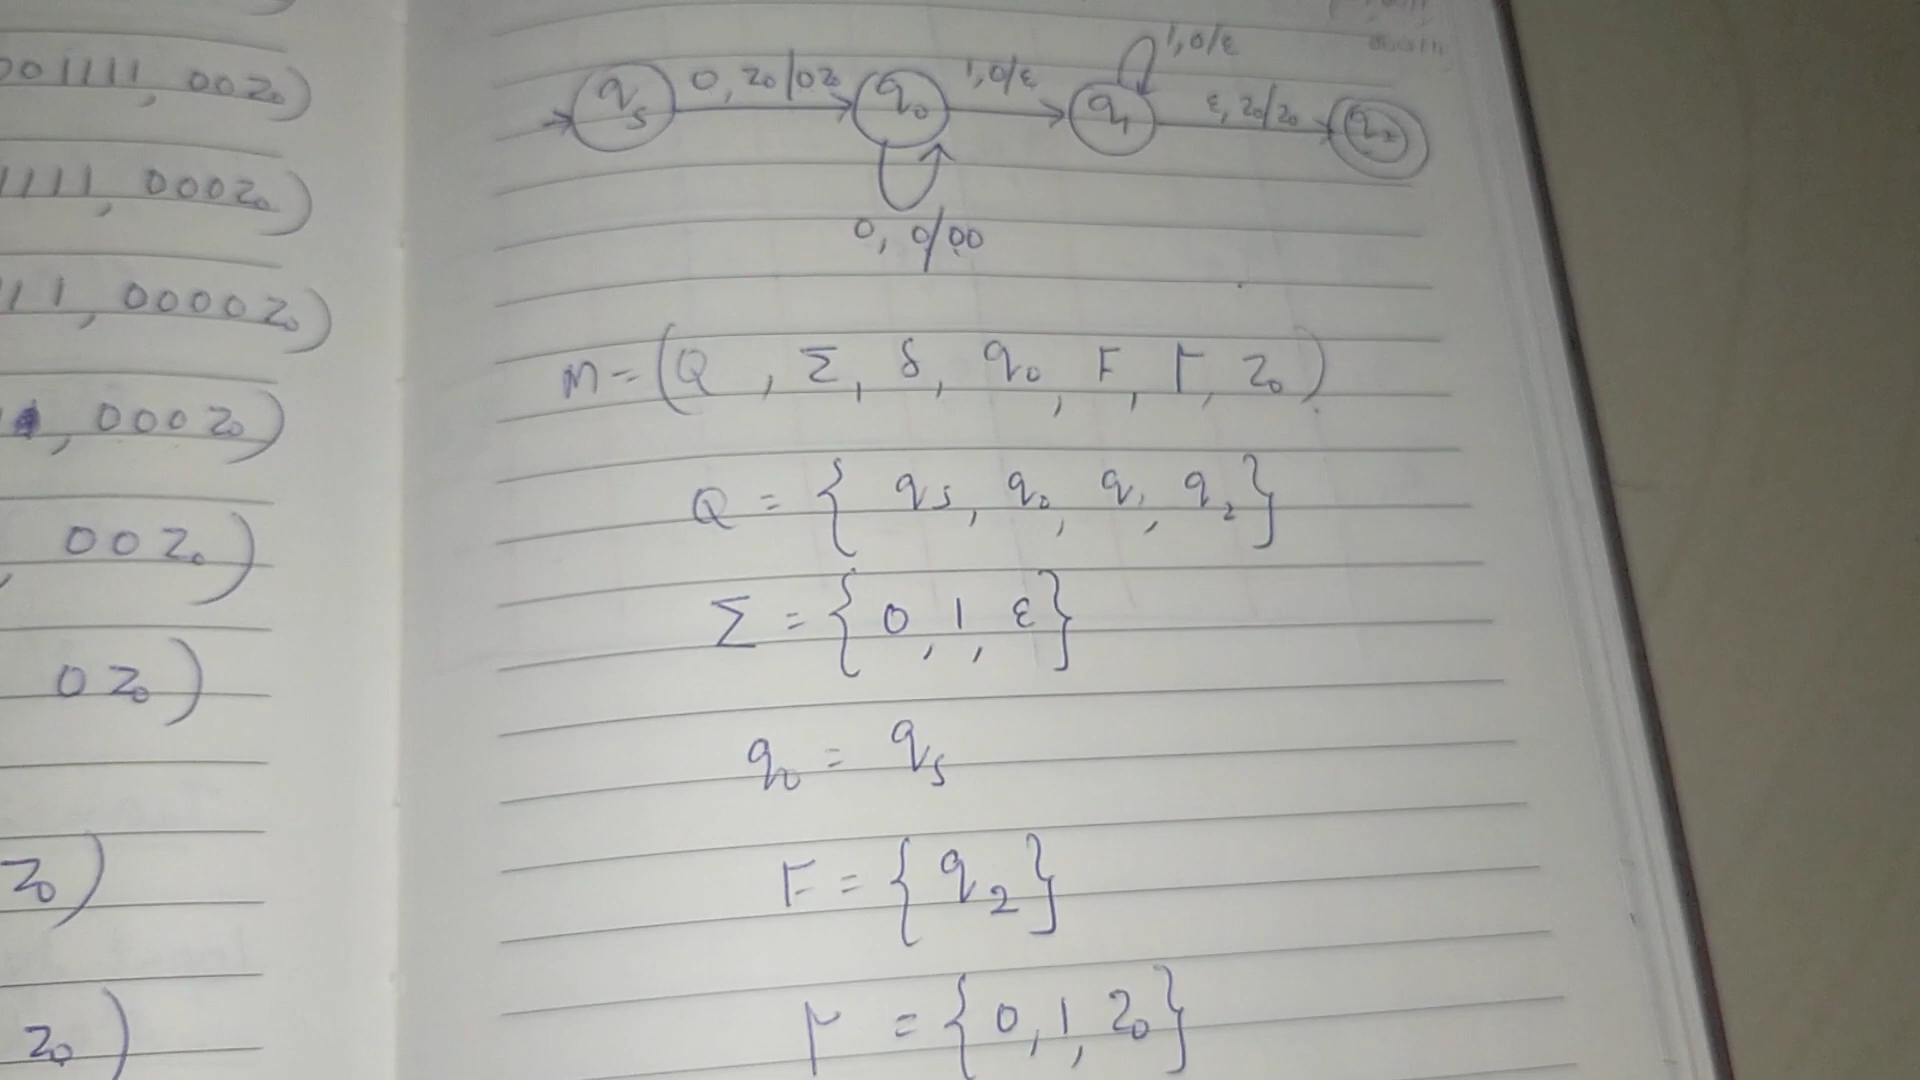 001111, 00z₀)
1111, 000z₀)
11, 0000z₀)
, 000z₀)
, 00z₀)
0z₀)
z₀)
z₀)
1,0/ε
qs 0, z₀/0z₀ q₀ 1,0/ε q₁ ε, z₀/z₀ q₂
0, 0/00
M = (Q, Σ, δ, q₀, F, Γ, z₀)
Q = { qs, q₀, q₁, q₂ }
Σ = { 0, 1, ε }
q₀ = qs
F = { q₂ }
Γ = { 0, 1, z₀ }